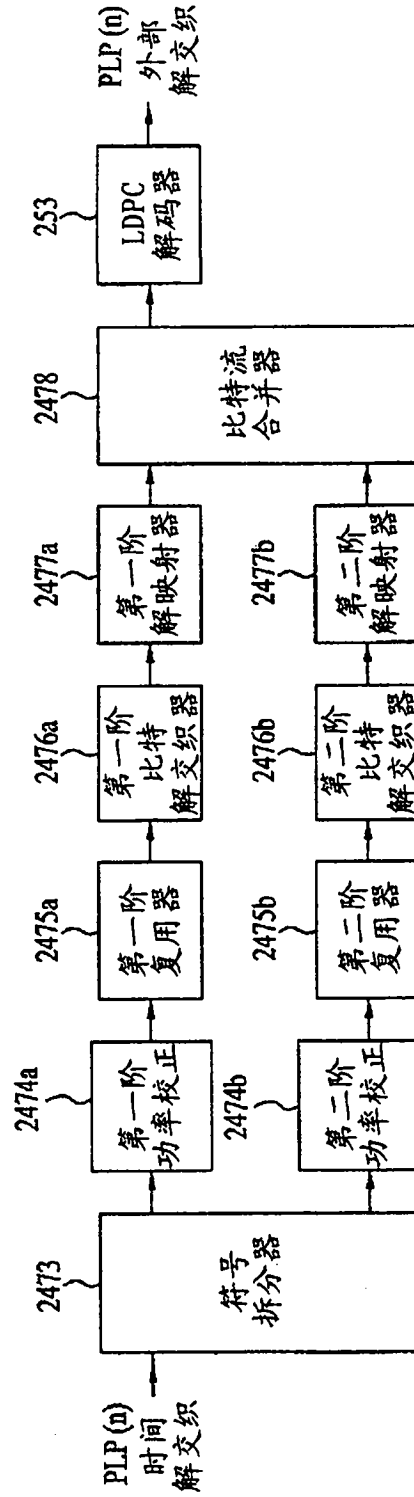 PLP(n)
时间
解交织
2473
符号
拆分器
2474a
第一阶
功率校正
2475a
第一阶
复用器
2476a
第一阶
比特
解交织器
2477a
第一阶
解映射器
2474b
第二阶
功率校正
2475b
第二阶
复用器
2476b
第二阶
比特
解交织器
2477b
第二阶
解映射器
2478
比特流
合并器
253
LDPC
解码器
PLP(n)
外部
解交织